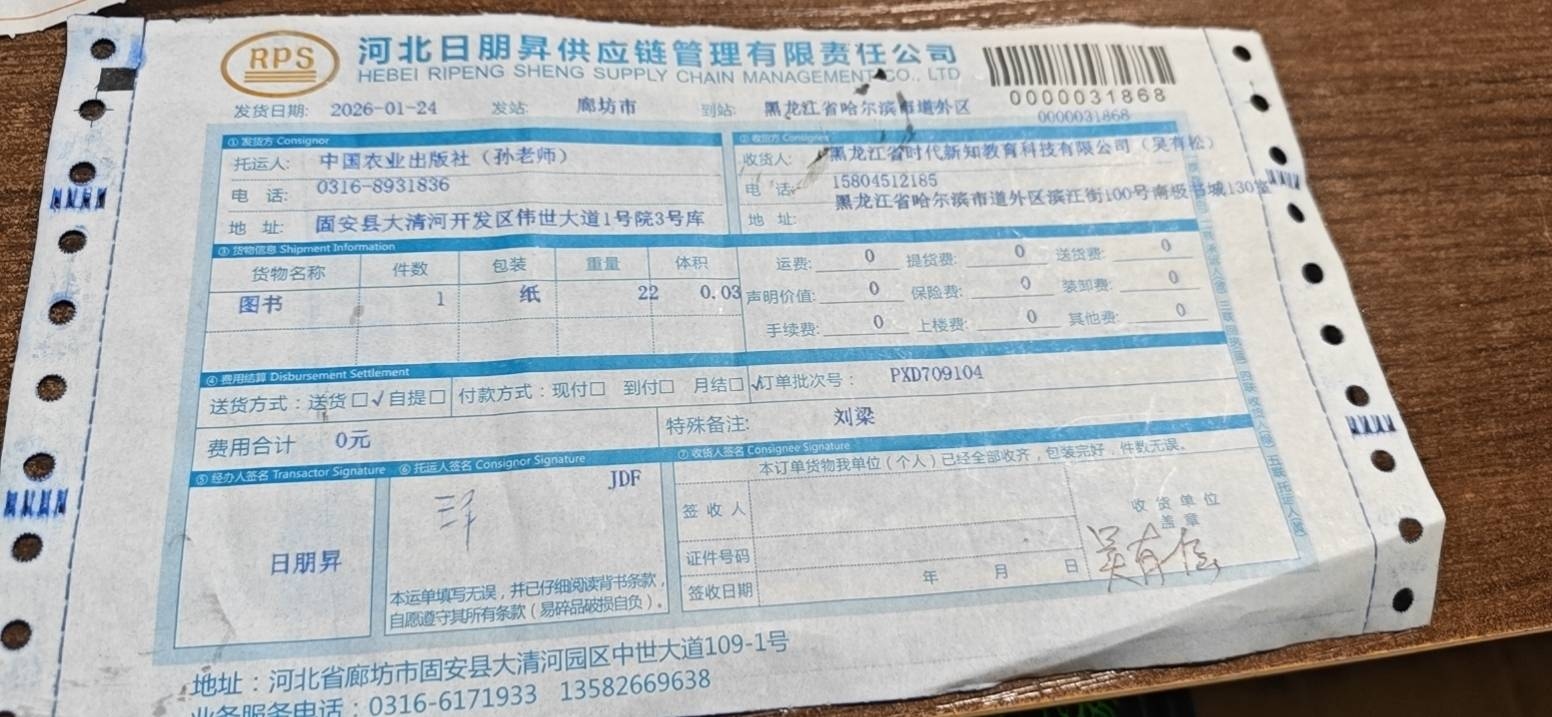 RPS
河北日朋昇供应链管理有限责任公司
HEBEI RIPENG SHENG SUPPLY CHAIN MANAGEMENT CO., LTD
0000031868
发货日期: 2026-01-24 发站: 廊坊市 到站: 黑龙江省哈尔滨市道外区 0000031868
① 发货方 Consignor ② 收货方 Consignee
托运人: 中国农业出版社（孙老师） 收货人: 黑龙江省时代新知教育科技有限公司（吴有松）
电 话: 0316-8931836 电 话: 15804512185
地 址: 固安县大清河开发区伟世大道1号院3号库 地 址: 黑龙江省哈尔滨市道外区滨江街100号南极书城130室
③ 货物信息 Shipment Information
货物名称 件数 包装 重量 体积 运费: 0 提货费: 0 送货费: 0
图书 1 纸 22 0.03 声明价值: 0 保险费: 0 装卸费: 0
手续费: 0 上楼费: 0 其他费: 0
④ 费用结算 Disbursement Settlement
送货方式：送货□√自提□ 付款方式：现付□ 到付□ 月结□√ 订单批次号： PXD709104
费用合计 0元 特殊备注: 刘梁
⑤ 经办人签名 Transactor Signature ⑥ 托运人签名 Consignor Signature ⑦ 收货人签名 Consignee Signature
JDF 本订单货物我单位（个人）已经全部收齐，包装完好，件数无误。
签 收 人 收 货 单 位
盖 章
日朋昇 证件号码
签收日期 年 月 日
本运单填写无误，并已仔细阅读背书条款，
自愿遵守其所有条款（易碎品破损自负）。
地址：河北省廊坊市固安县大清河园区中世大道109-1号
业务服务电话：0316-6171933 13582669638